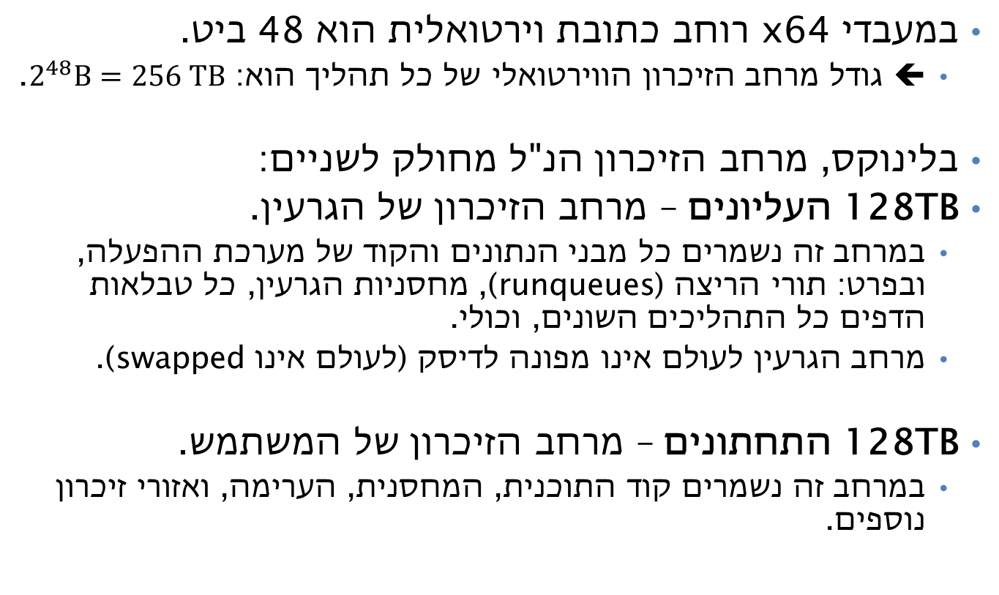 • במעבדי x64 רוחב כתובת וירטואלית הוא 48 ביט.
• 🡸 גודל מרחב הזיכרון הווירטואלי של כל תהליך הוא: 2⁴⁸B = 256 TB.
• בלינוקס, מרחב הזיכרון הנ"ל מחולק לשניים:
• 128TB העליונים – מרחב הזיכרון של הגרעין.
• במרחב זה נשמרים כל מבני הנתונים והקוד של מערכת ההפעלה,
ובפרט: תורי הריצה (runqueues), מחסניות הגרעין, כל טבלאות
הדפים כל התהליכים השונים, וכולי.
• מרחב הגרעין לעולם אינו מפונה לדיסק (לעולם אינו swapped).
• 128TB התחתונים – מרחב הזיכרון של המשתמש.
• במרחב זה נשמרים קוד התוכנית, המחסנית, הערימה, ואזורי זיכרון
נוספים.